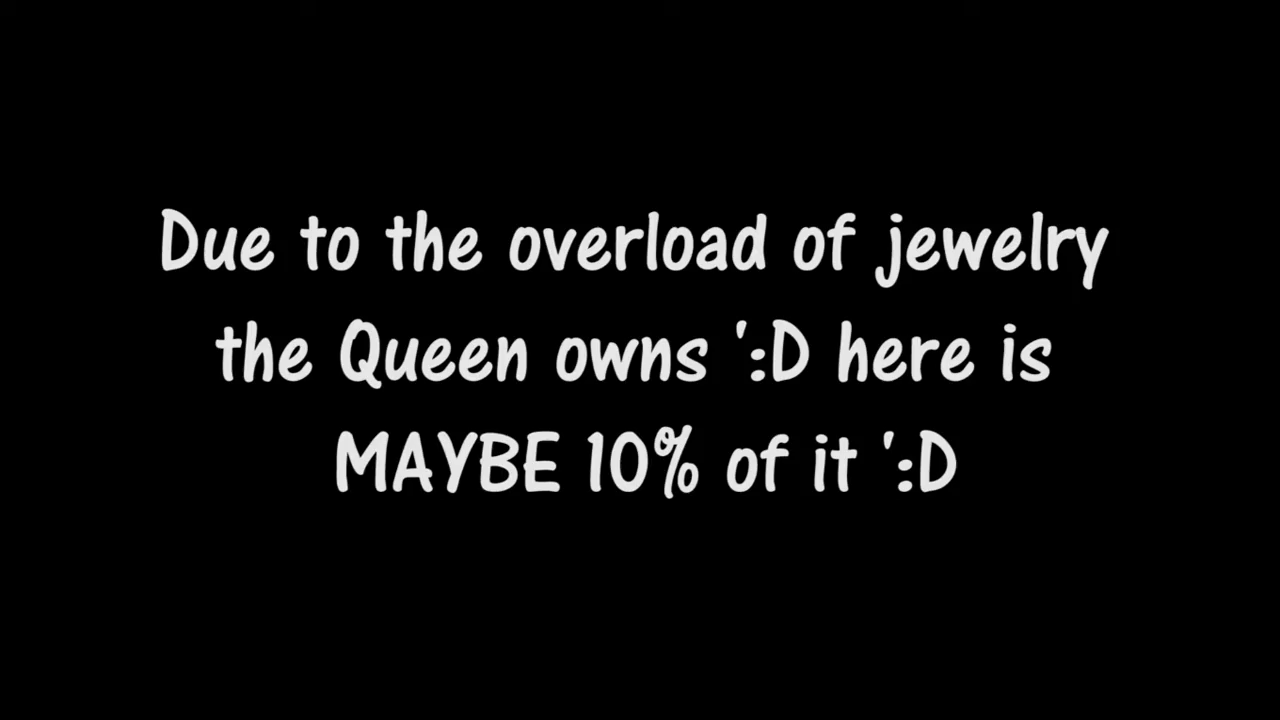 Due to the overload of jewelry
the Queen owns ':D here is
MAYBE 10% of it ':D